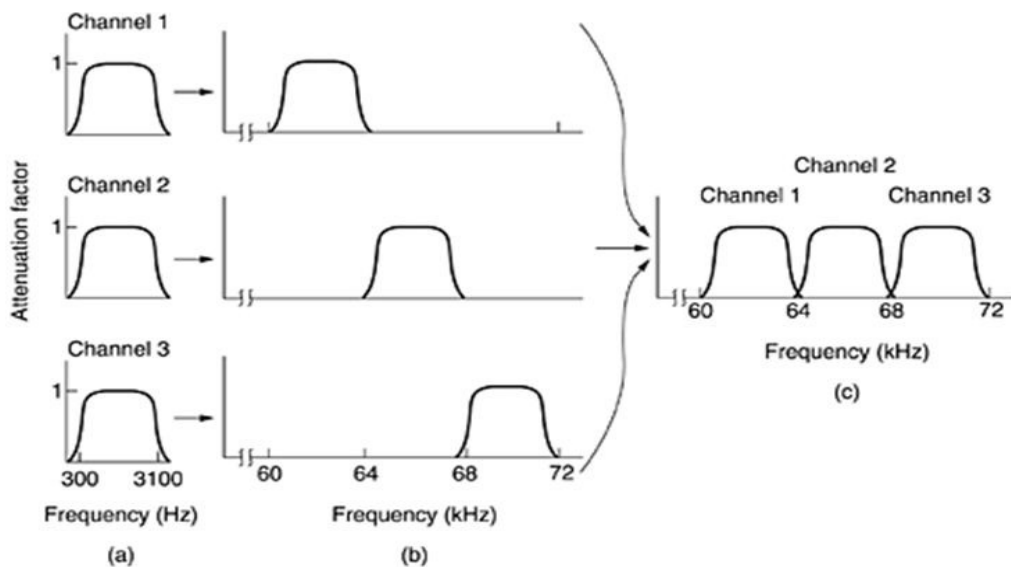 Channel 1
1
Channel 2
1
Channel 3
1
Attenuation factor
300 3100
Frequency (Hz)
(a)
60 64 68 72
Frequency (kHz)
(b)
Channel 2
Channel 1 Channel 3
60 64 68 72
Frequency (kHz)
(c)